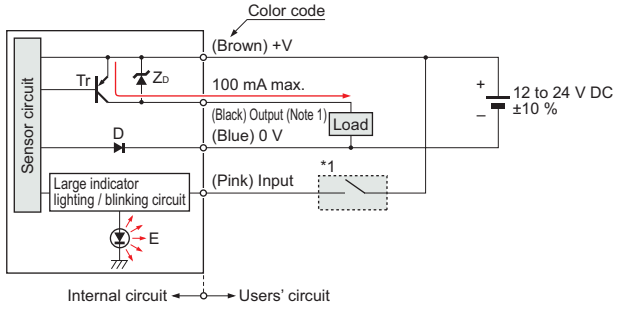 Color code
(Brown) +V
Tr
ZD
100 mA max.
+
12 to 24 V DC
±10 %
–
(Black) Output (Note 1)
Load
Sensor circuit
D
(Blue) 0 V
(Pink) Input
*1
Large indicator
lighting / blinking circuit
E
Internal circuit
Users' circuit